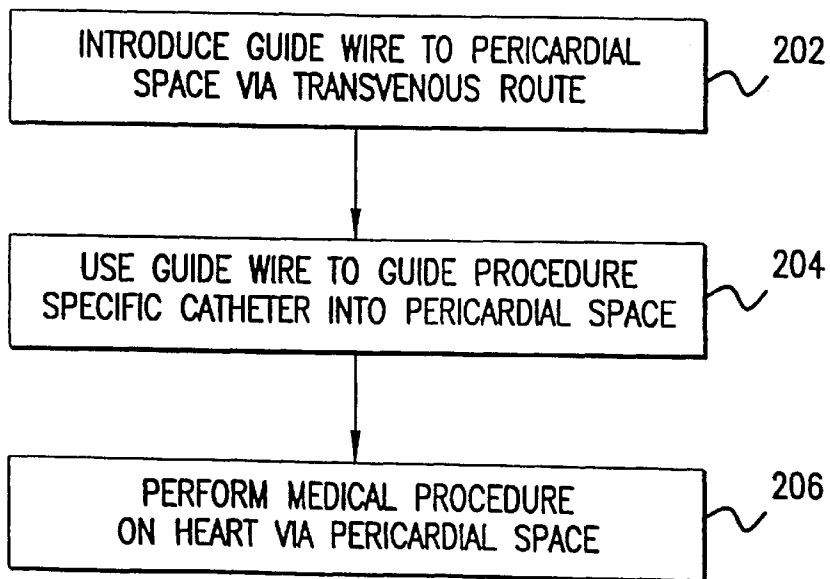 INTRODUCE GUIDE WIRE TO PERICARDIAL
SPACE VIA TRANSVENOUS ROUTE
202
USE GUIDE WIRE TO GUIDE PROCEDURE
SPECIFIC CATHETER INTO PERICARDIAL SPACE
204
PERFORM MEDICAL PROCEDURE
ON HEART VIA PERICARDIAL SPACE
206